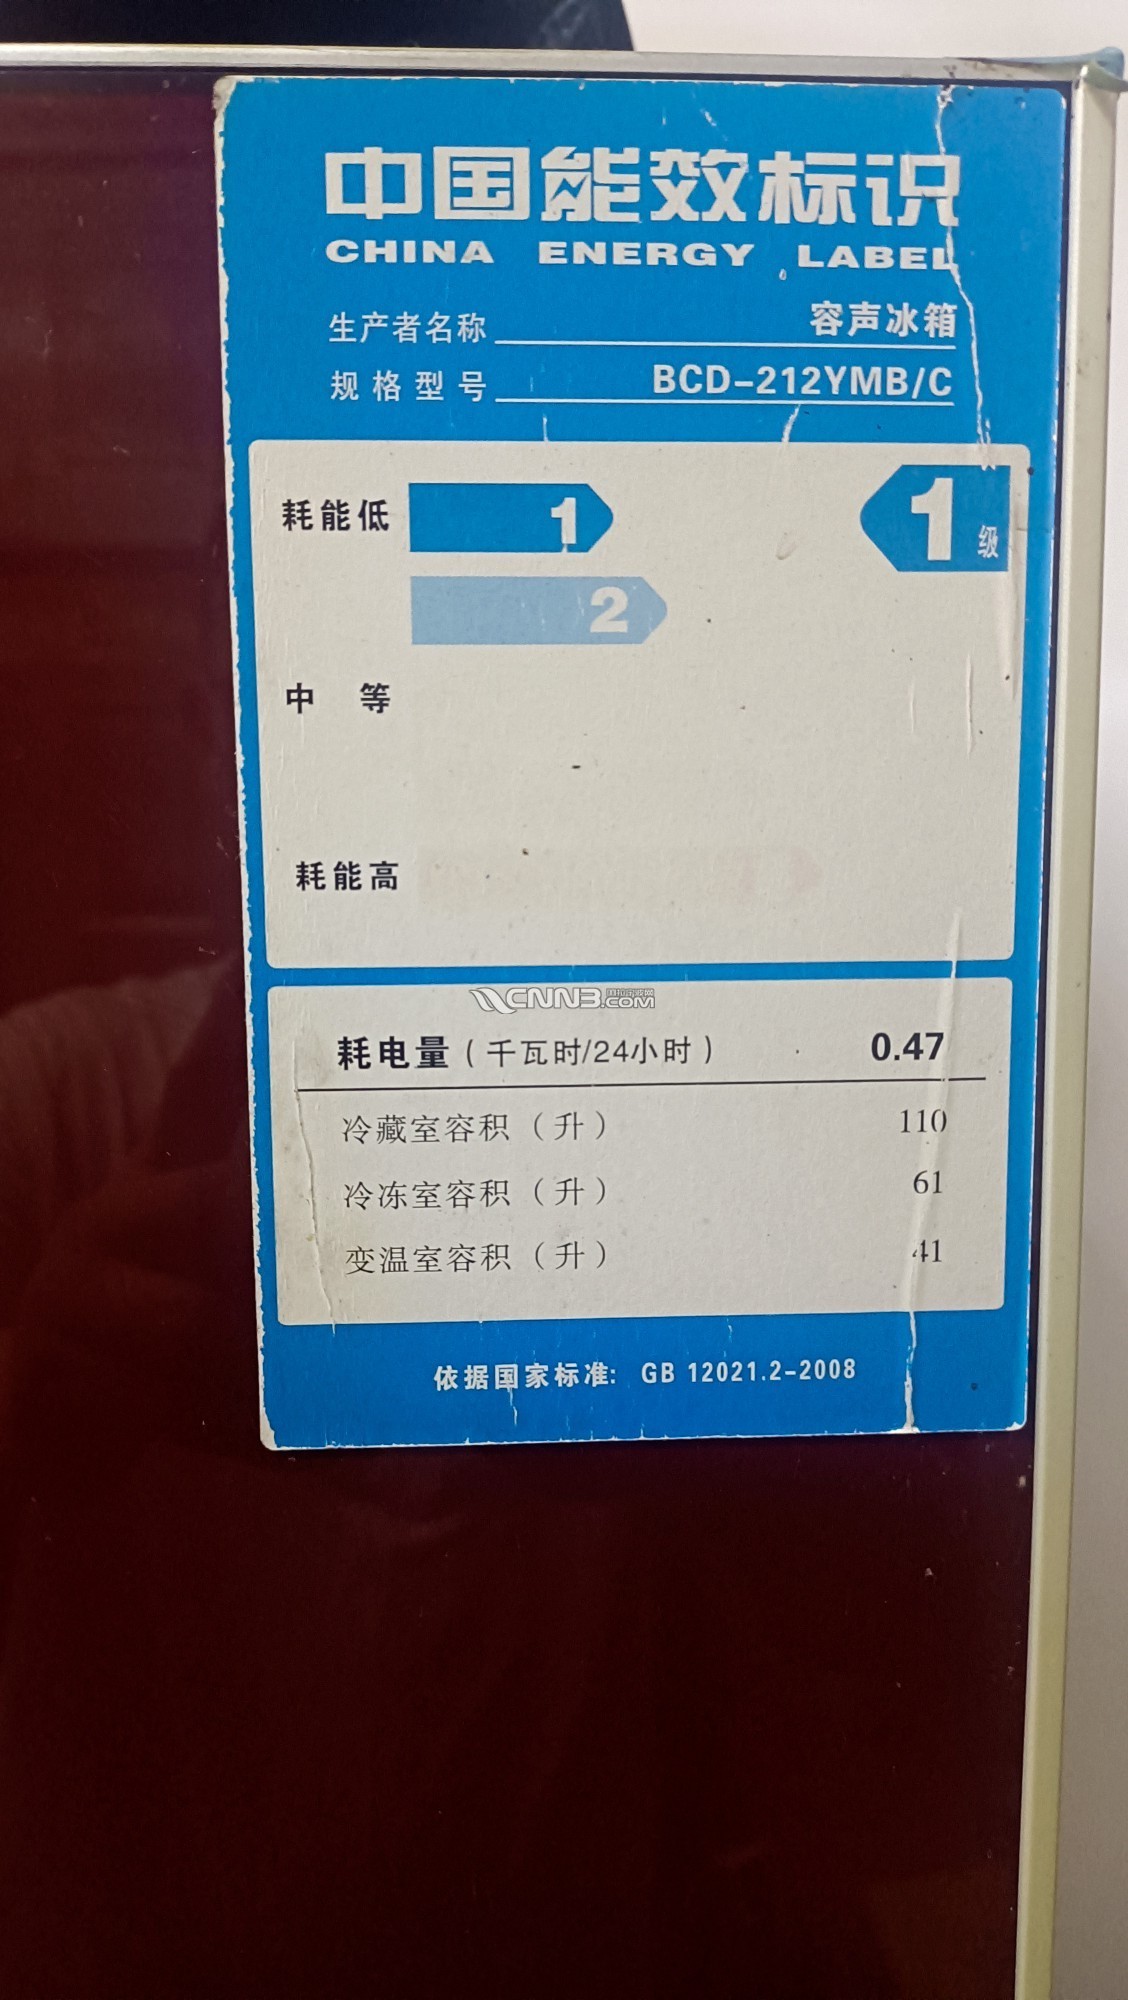 中国能效标识
CHINA ENERGY LABEL
生产者名称 容声冰箱
规格型号 BCD-212YMB/C
耗能低 1 1级
2
中 等
耗能高
CNN3.COM
耗电量(千瓦时/24小时) 0.47
冷藏室容积(升) 110
冷冻室容积(升) 61
变温室容积(升) 41
依据国家标准: GB 12021.2-2008